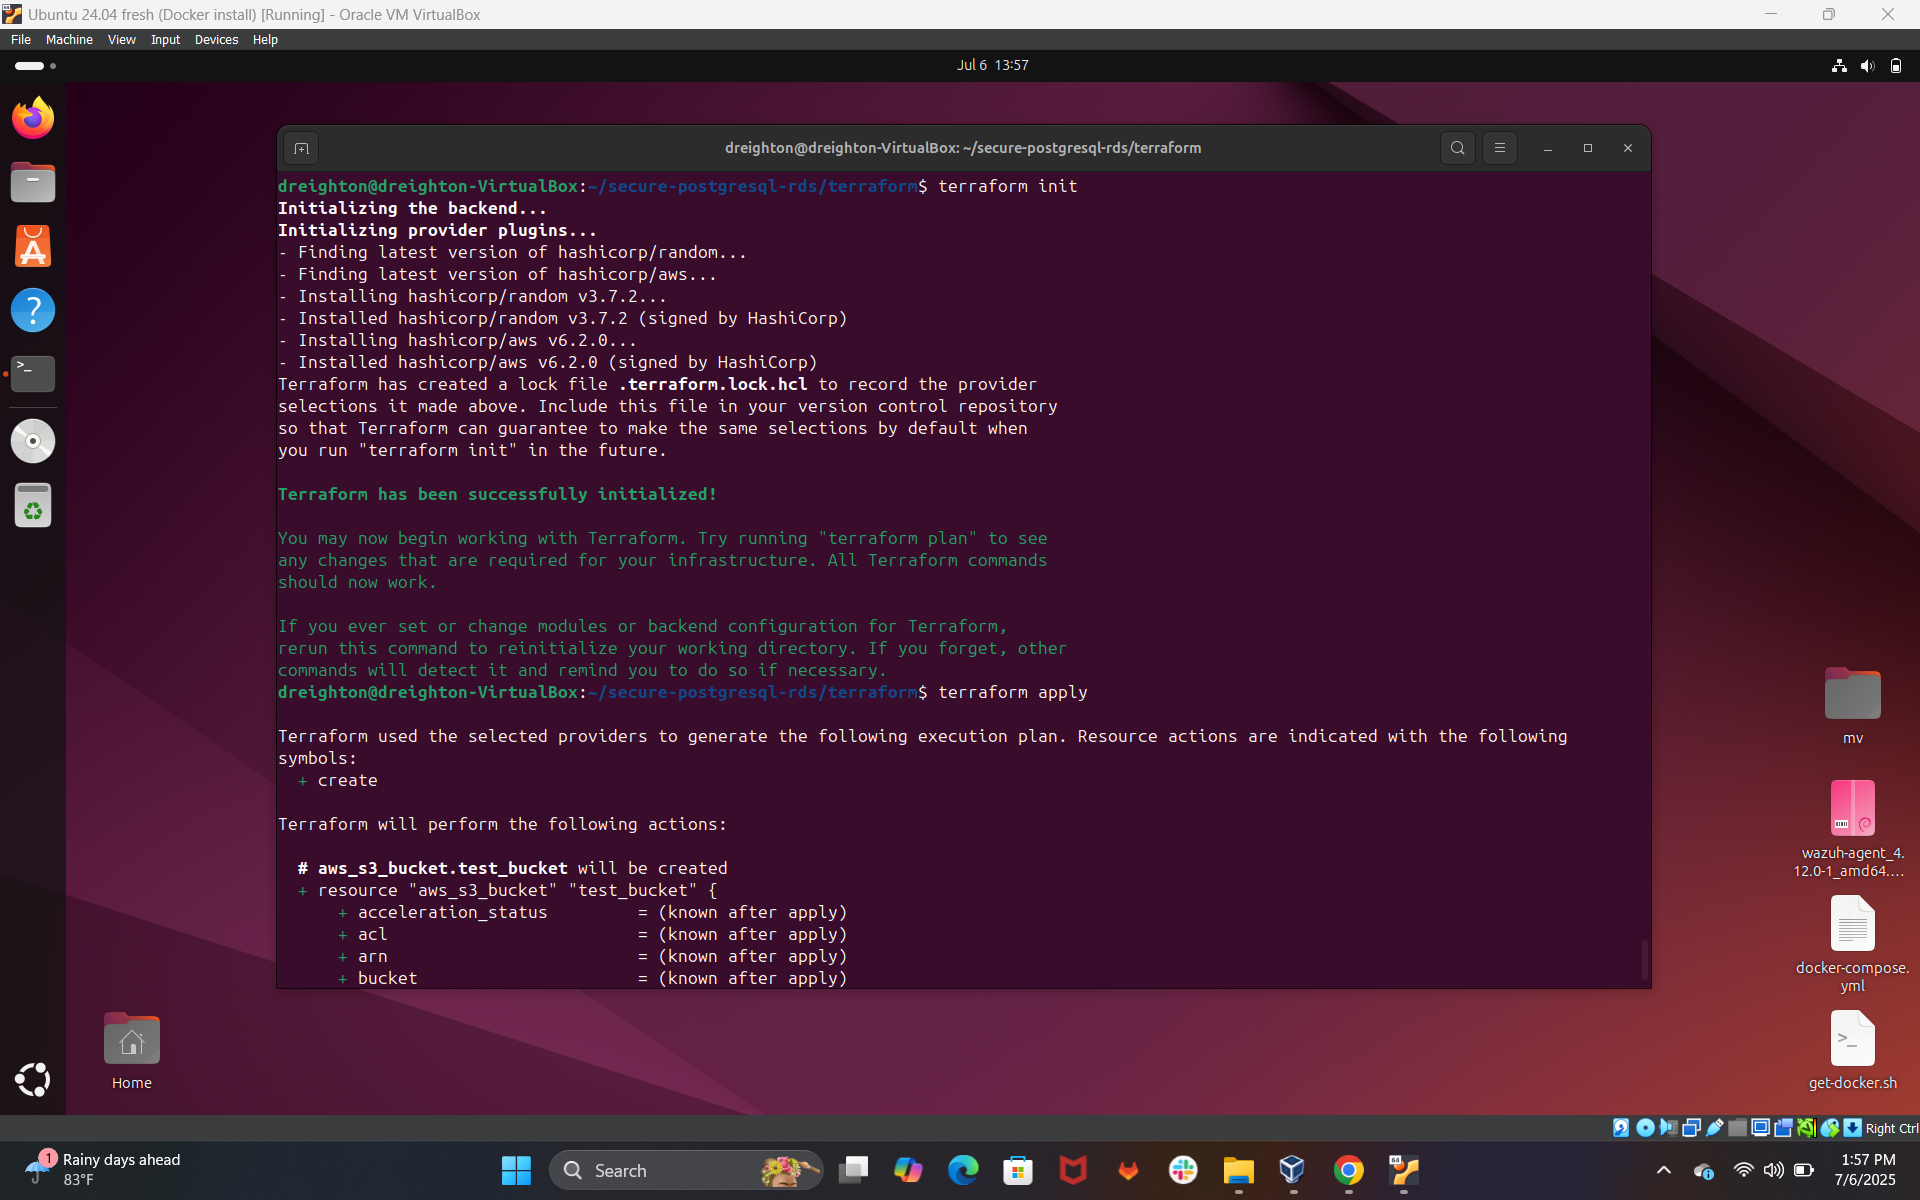 Ubuntu 24.04 fresh (Docker install) [Running] - Oracle VM VirtualBox
File Machine View Input Devices Help
Jul 6 13:57
dreighton@dreighton-VirtualBox: ~/secure-postgresql-rds/terraform
dreighton@dreighton-VirtualBox:~/secure-postgresql-rds/terraform$ terraform init
Initializing the backend...
Initializing provider plugins...
- Finding latest version of hashicorp/random...
- Finding latest version of hashicorp/aws...
- Installing hashicorp/random v3.7.2...
- Installed hashicorp/random v3.7.2 (signed by HashiCorp)
- Installing hashicorp/aws v6.2.0...
- Installed hashicorp/aws v6.2.0 (signed by HashiCorp)
Terraform has created a lock file .terraform.lock.hcl to record the provider
selections it made above. Include this file in your version control repository
so that Terraform can guarantee to make the same selections by default when
you run "terraform init" in the future.
Terraform has been successfully initialized!
You may now begin working with Terraform. Try running "terraform plan" to see
any changes that are required for your infrastructure. All Terraform commands
should now work.
If you ever set or change modules or backend configuration for Terraform,
rerun this command to reinitialize your working directory. If you forget, other
commands will detect it and remind you to do so if necessary.
dreighton@dreighton-VirtualBox:~/secure-postgresql-rds/terraform$ terraform apply
Terraform used the selected providers to generate the following execution plan. Resource actions are indicated with the following
symbols:
+ create
Terraform will perform the following actions:
# aws_s3_bucket.test_bucket will be created
+ resource "aws_s3_bucket" "test_bucket" {
+ acceleration_status = (known after apply)
+ acl = (known after apply)
+ arn = (known after apply)
+ bucket = (known after apply)
mv
wazuh-agent_4.
12.0-1_amd64....
docker-compose.
yml
get-docker.sh
Home
Right Ctrl
1
Rainy days ahead
83°F
Search
64
1:57 PM
7/6/2025